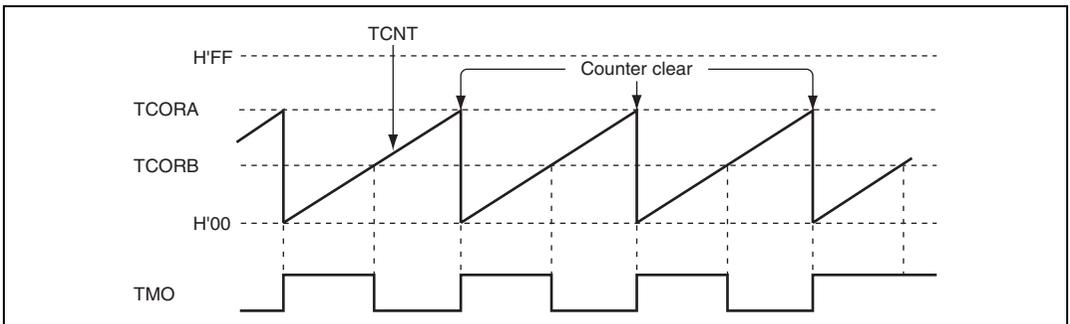 TCNT
H'FF
Counter clear
TCORA
TCORB
H'00
TMO